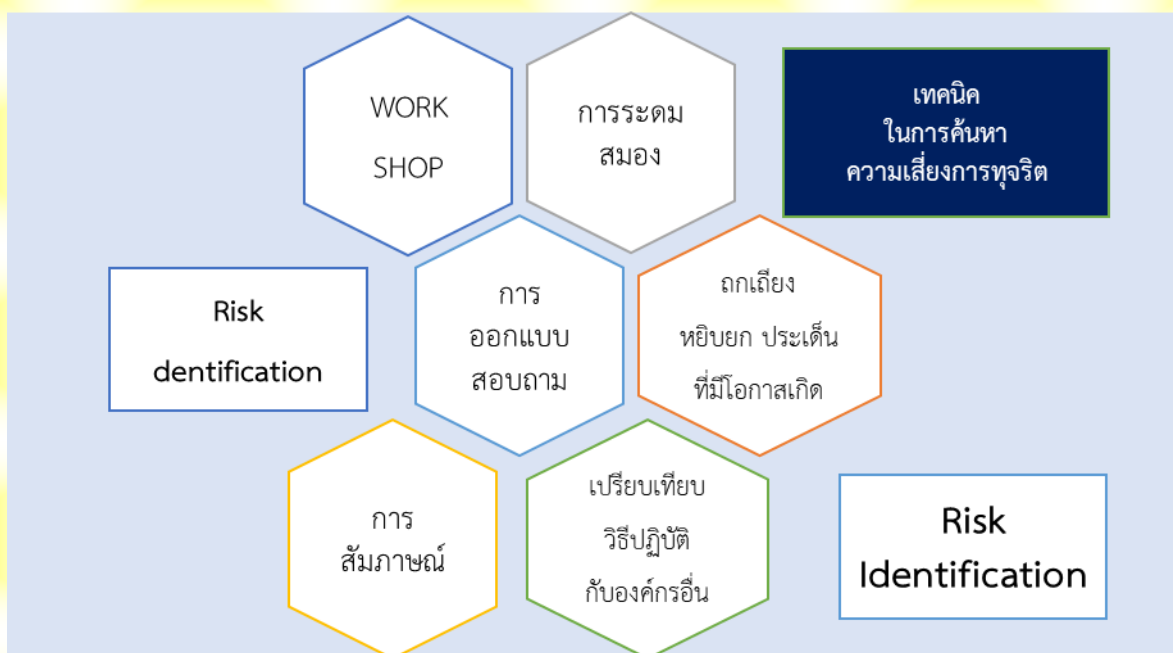 WORK
SHOP
การระดม
สมอง
เทคนิค
ในการค้นหา
ความเสี่ยงการทุจริต
Risk
dentification
การ
ออกแบบ
สอบถาม
ถกเถียง
หยิบยก ประเด็น
ที่มีโอกาสเกิด
การ
สัมภาษณ์
เปรียบเทียบ
วิธีปฏิบัติ
กับองค์กรอื่น
Risk
Identification